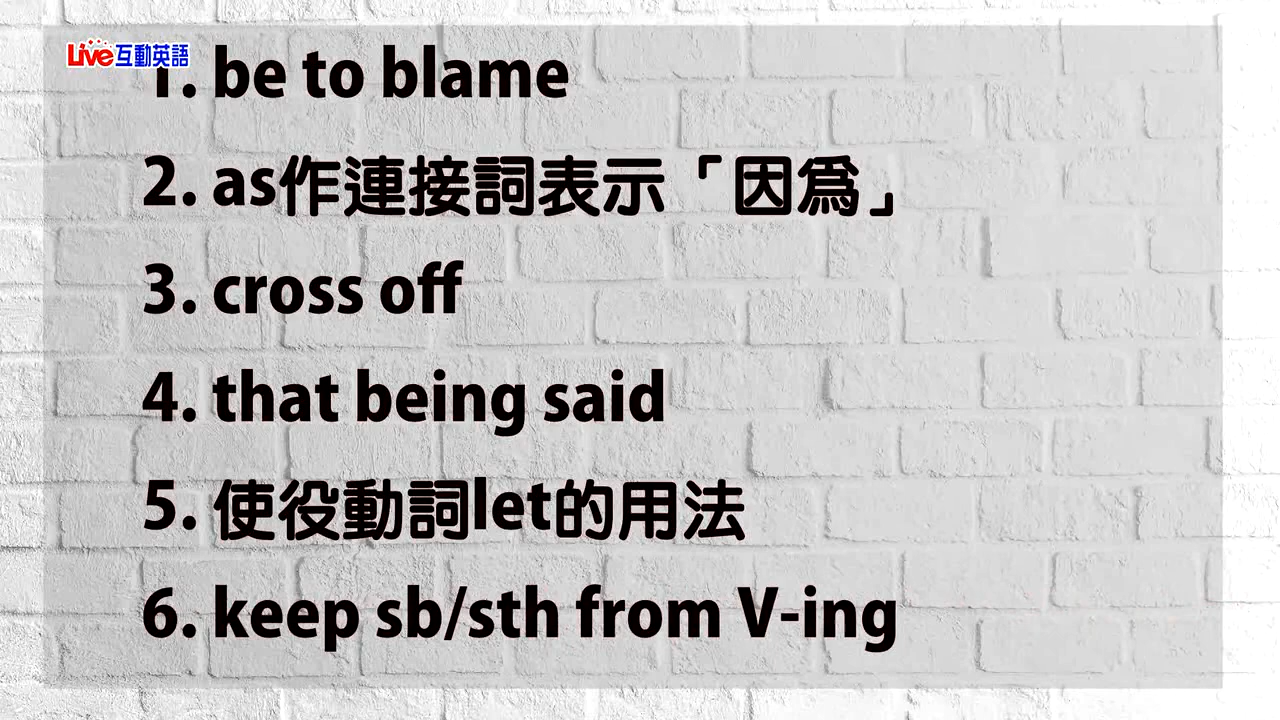 Live互動英語
1. be to blame
2. as作連接詞表示「因爲」
3. cross off
4. that being said
5. 使役動詞let的用法
6. keep sb/sth from V-ing